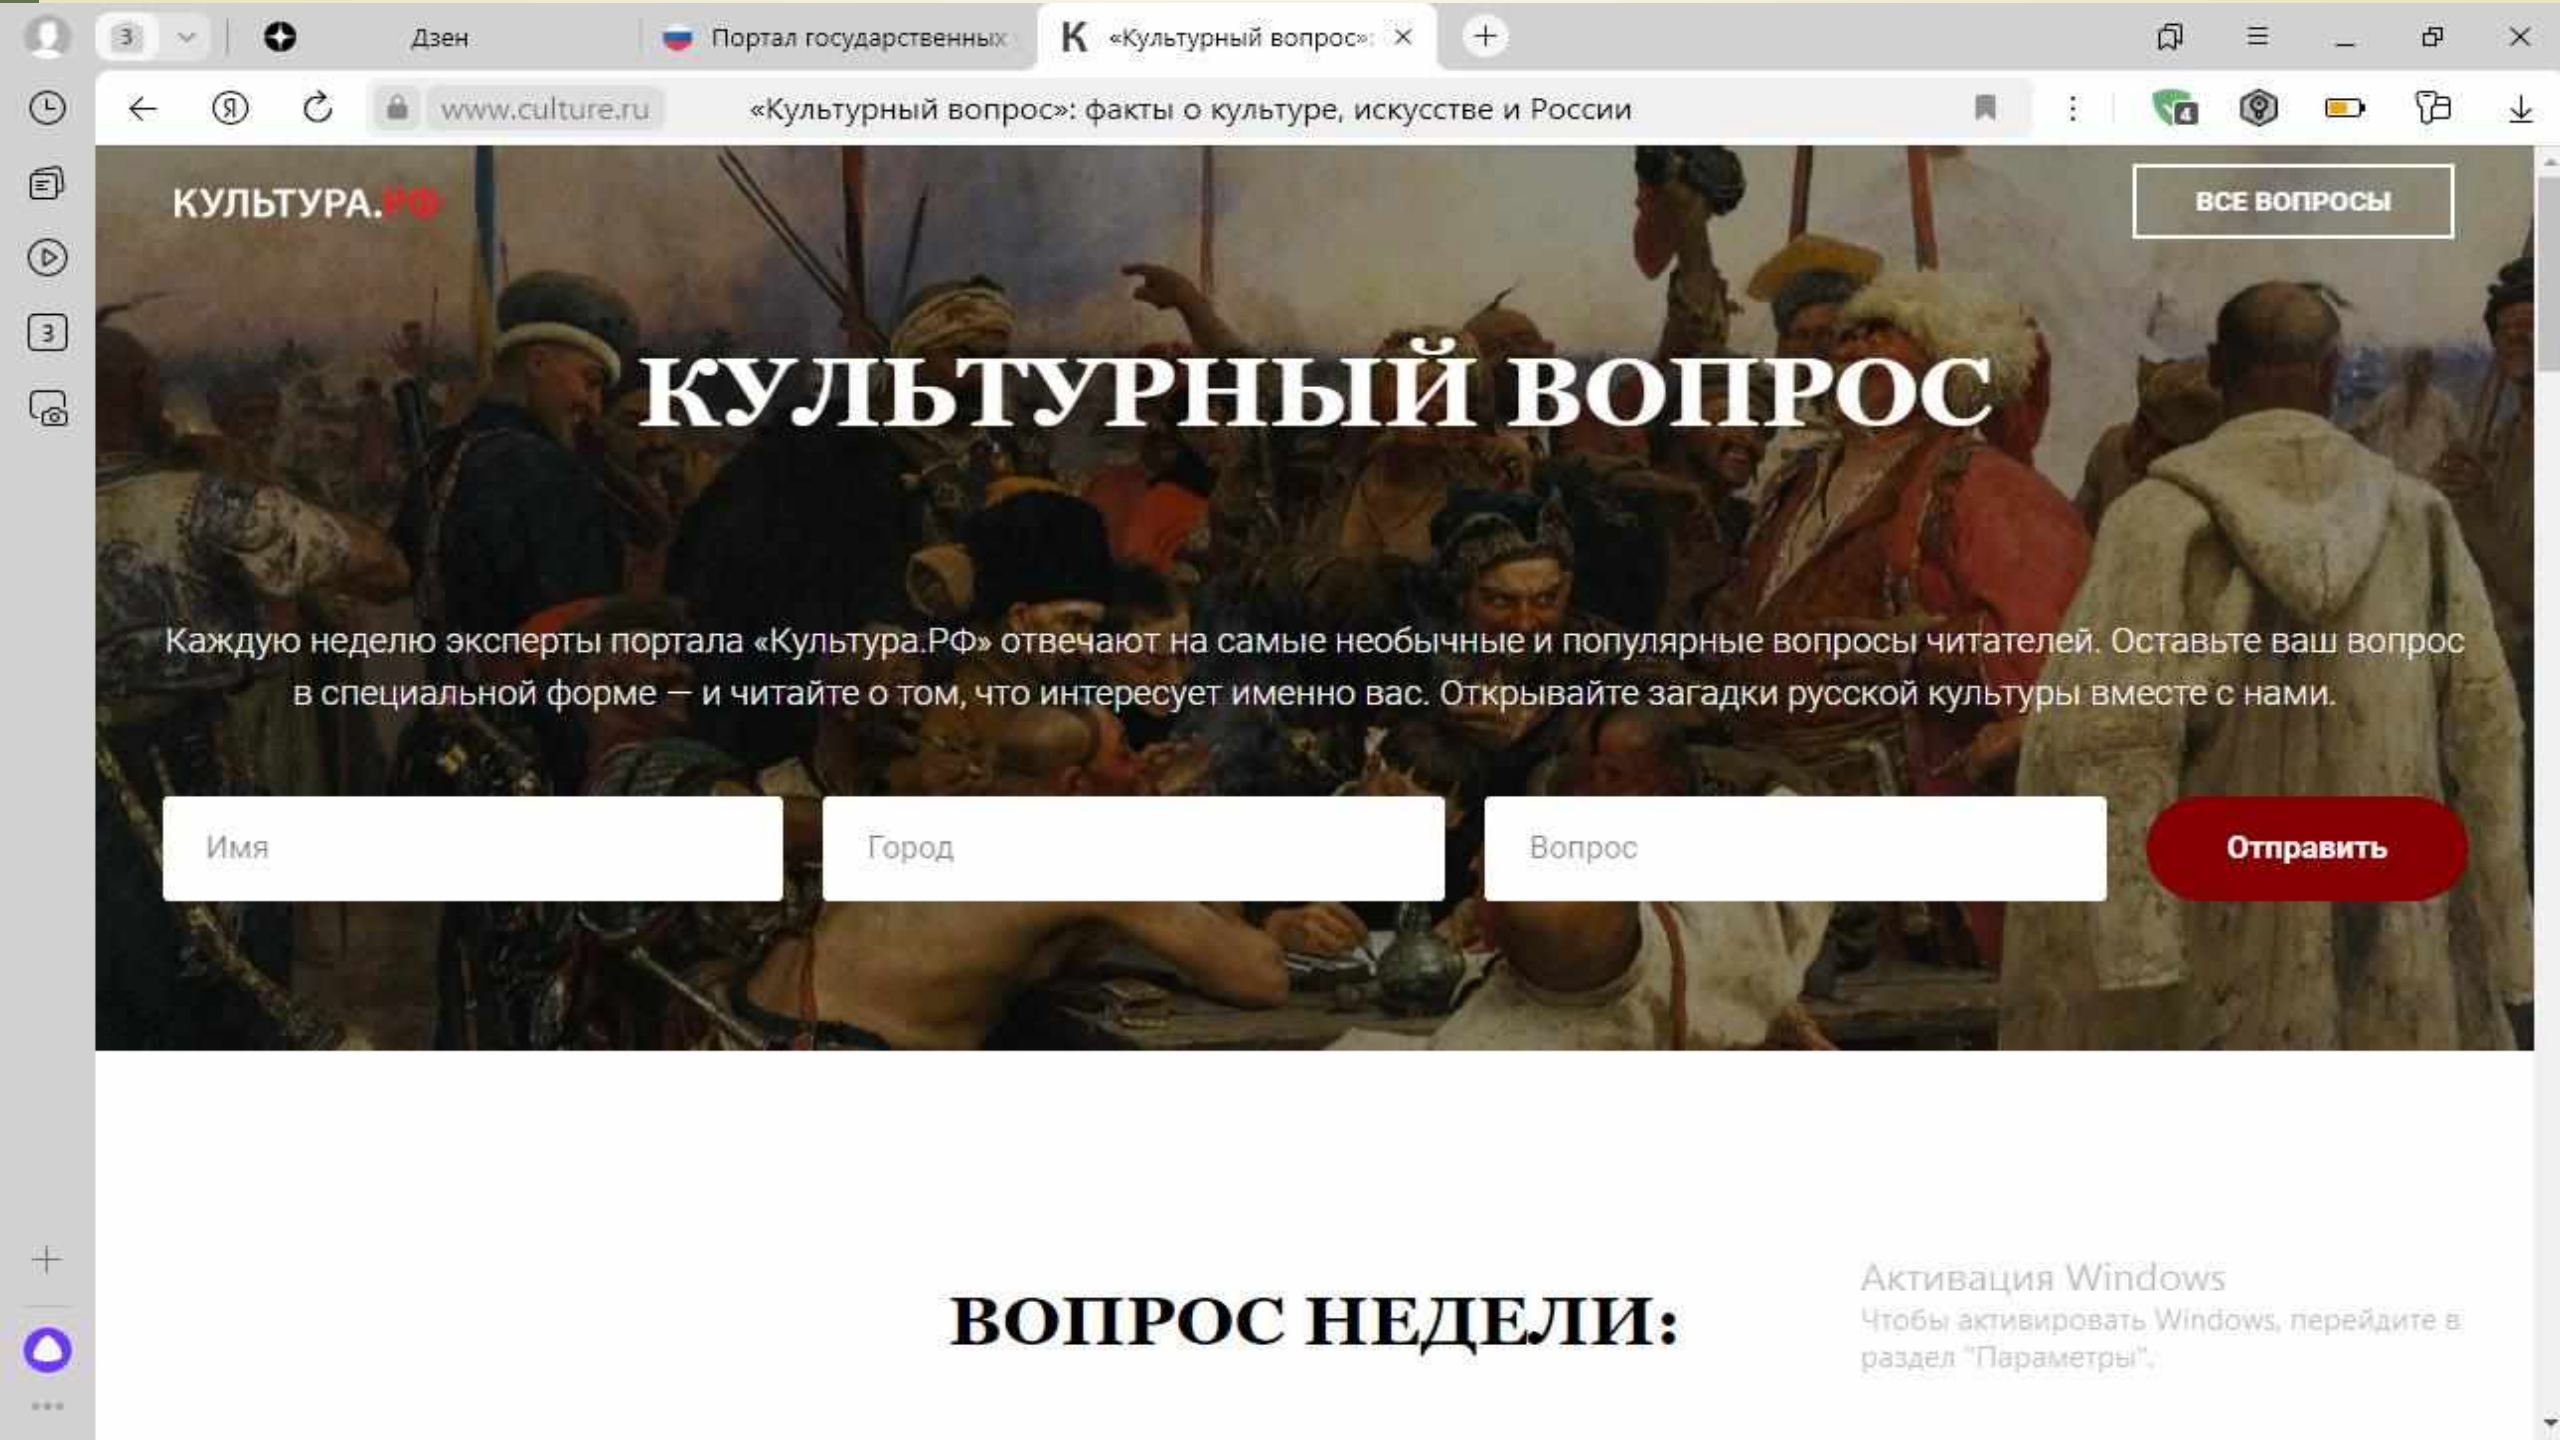 3
Дзен
Портал государственных
К «Культурный вопрос»:
Я
www.culture.ru
«Культурный вопрос»: факты о культуре, искусстве и России
4
3
КУЛЬТУРА.РФ
ВСЕ ВОПРОСЫ
КУЛЬТУРНЫЙ ВОПРОС
Каждую неделю эксперты портала «Культура.РФ» отвечают на самые необычные и популярные вопросы читателей. Оставьте ваш вопрос
в специальной форме — и читайте о том, что интересует именно вас. Открывайте загадки русской культуры вместе с нами.
Имя
Город
Вопрос
Отправить
ВОПРОС НЕДЕЛИ:
Активация Windows
Чтобы активировать Windows, перейдите в
раздел "Параметры".